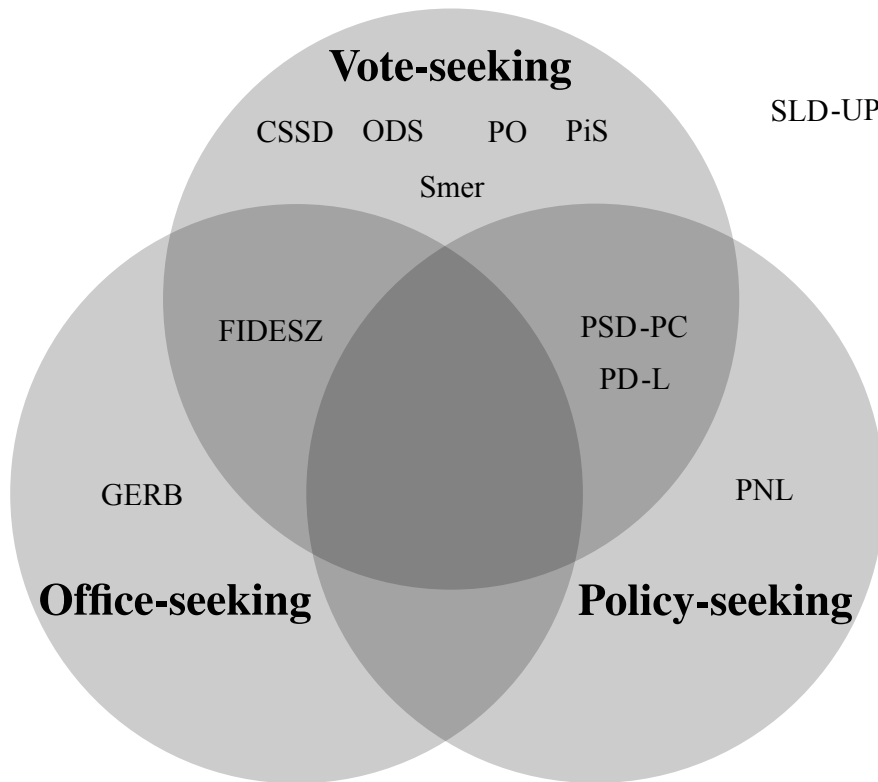 Vote-seeking
SLD-UP
CSSD ODS PO PiS
Smer
FIDESZ
PSD-PC
PD-L
GERB
PNL
Office-seeking
Policy-seeking